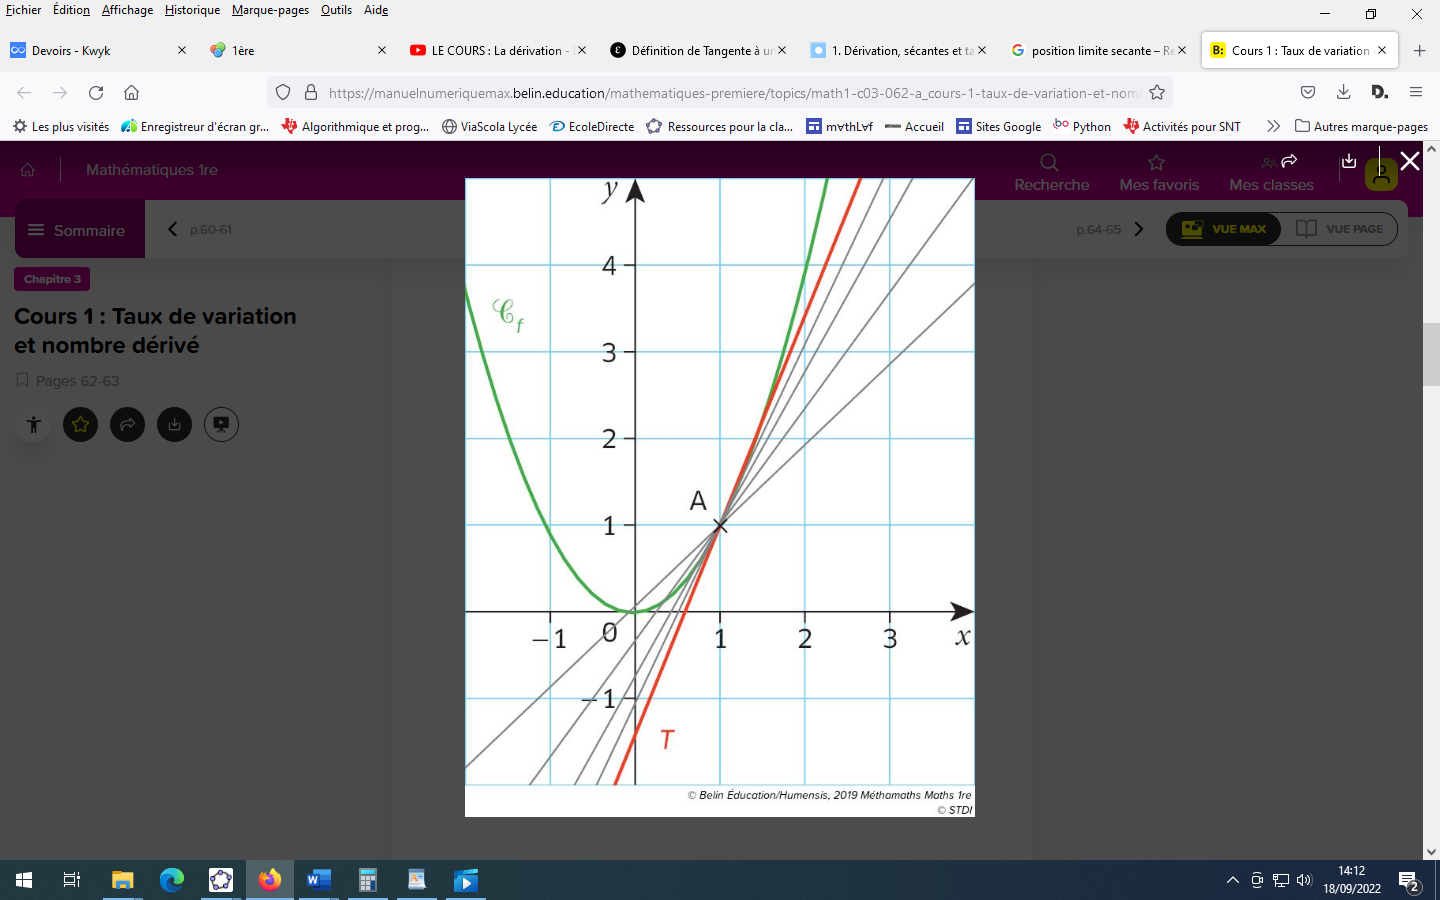 Fichier Édition Affichage Historique Marque-pages Outils Aide
Devoirs - Kwyk
1ère
LE COURS : La dérivation -
Définition de Tangente à u
1. Dérivation, sécantes et ta
position limite secante – Re
Cours 1 : Taux de variation
https://manuelnumeriquemax.belin.education/mathematiques-premiere/topics/math1-c03-062-a_cours-1-taux-de-variation-et-nom
Les plus visités
Enregistreur d'écran gr...
Algorithmique et prog...
ViaScola Lycée
EcoleDirecte
Ressources pour la cla...
m∀thL∀f
Accueil
Sites Google
Python
Activités pour SNT
Autres marque-pages
Mathématiques 1re
Recherche
Mes favoris
Mes classes
Sommaire
p.60-61
p.64-65
VUE MAX
VUE PAGE
Chapitre 3
Cours 1 : Taux de variation
et nombre dérivé
Pages 62-63
y
4
𝒞f
3
2
A
1
−1 0 1 2 3 x
−1
T
© Belin Éducation/Humensis, 2019 Méthamaths Maths 1re
© STDI
14:12
18/09/2022
2